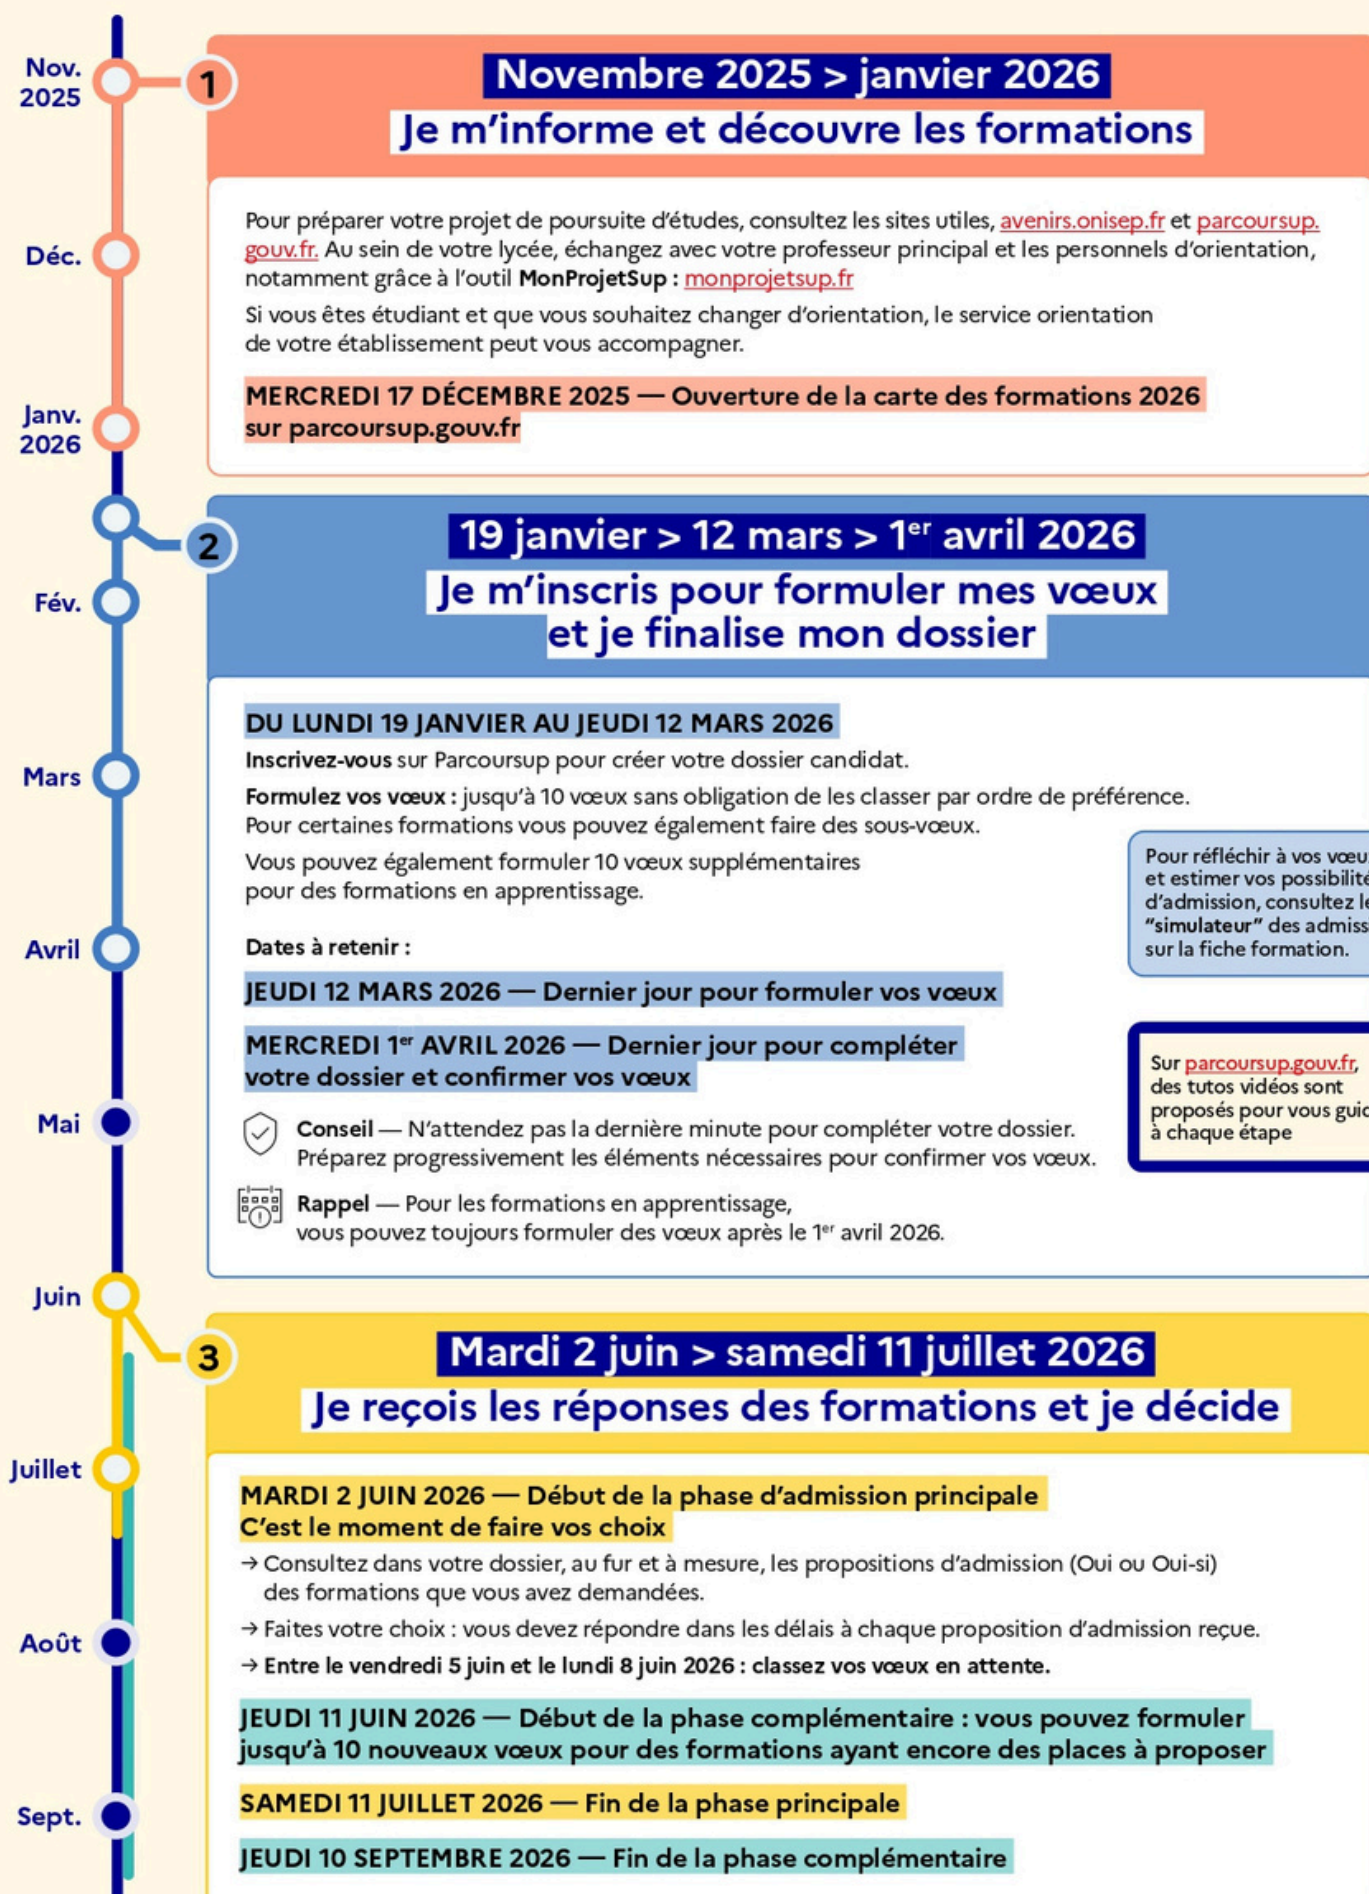 Nov.
2025
Déc.
Janv.
2026
Fév.
Mars
Avril
Mai
Juin
Juillet
Août
Sept.
1
Novembre 2025 > janvier 2026
Je m’informe et découvre les formations
Pour préparer votre projet de poursuite d’études, consultez les sites utiles, avenirs.onisep.fr et parcoursup.
gouv.fr. Au sein de votre lycée, échangez avec votre professeur principal et les personnels d’orientation,
notamment grâce à l’outil MonProjetSup : monprojetsup.fr
Si vous êtes étudiant et que vous souhaitez changer d’orientation, le service orientation
de votre établissement peut vous accompagner.
MERCREDI 17 DÉCEMBRE 2025 — Ouverture de la carte des formations 2026
sur parcoursup.gouv.fr
2
19 janvier > 12 mars > 1er avril 2026
Je m’inscris pour formuler mes vœux
et je finalise mon dossier
DU LUNDI 19 JANVIER AU JEUDI 12 MARS 2026
Inscrivez-vous sur Parcoursup pour créer votre dossier candidat.
Formulez vos vœux : jusqu’à 10 vœux sans obligation de les classer par ordre de préférence.
Pour certaines formations vous pouvez également faire des sous-vœux.
Vous pouvez également formuler 10 vœux supplémentaires
pour des formations en apprentissage.
Dates à retenir :
JEUDI 12 MARS 2026 — Dernier jour pour formuler vos vœux
MERCREDI 1er AVRIL 2026 — Dernier jour pour compléter
votre dossier et confirmer vos vœux
Conseil — N’attendez pas la dernière minute pour compléter votre dossier.
Préparez progressivement les éléments nécessaires pour confirmer vos vœux.
Rappel — Pour les formations en apprentissage,
vous pouvez toujours formuler des vœux après le 1er avril 2026.
Pour réfléchir à vos
et estimer vos
d’admission, consultez
“simulateur” des
sur la fiche formation.
Sur parcoursup.gouv.fr,
des tutos vidéos sont
proposés pour vous
à chaque étape
3
Mardi 2 juin > samedi 11 juillet 2026
Je reçois les réponses des formations et je décide
MARDI 2 JUIN 2026 — Début de la phase d’admission principale
C’est le moment de faire vos choix
→ Consultez dans votre dossier, au fur et à mesure, les propositions d’admission (Oui ou Oui-si)
des formations que vous avez demandées.
→ Faites votre choix : vous devez répondre dans les délais à chaque proposition d’admission reçue.
→ Entre le vendredi 5 juin et le lundi 8 juin 2026 : classez vos vœux en attente.
JEUDI 11 JUIN 2026 — Début de la phase complémentaire : vous pouvez formuler
jusqu’à 10 nouveaux vœux pour des formations ayant encore des places à proposer
SAMEDI 11 JUILLET 2026 — Fin de la phase principale
JEUDI 10 SEPTEMBRE 2026 — Fin de la phase complémentaire